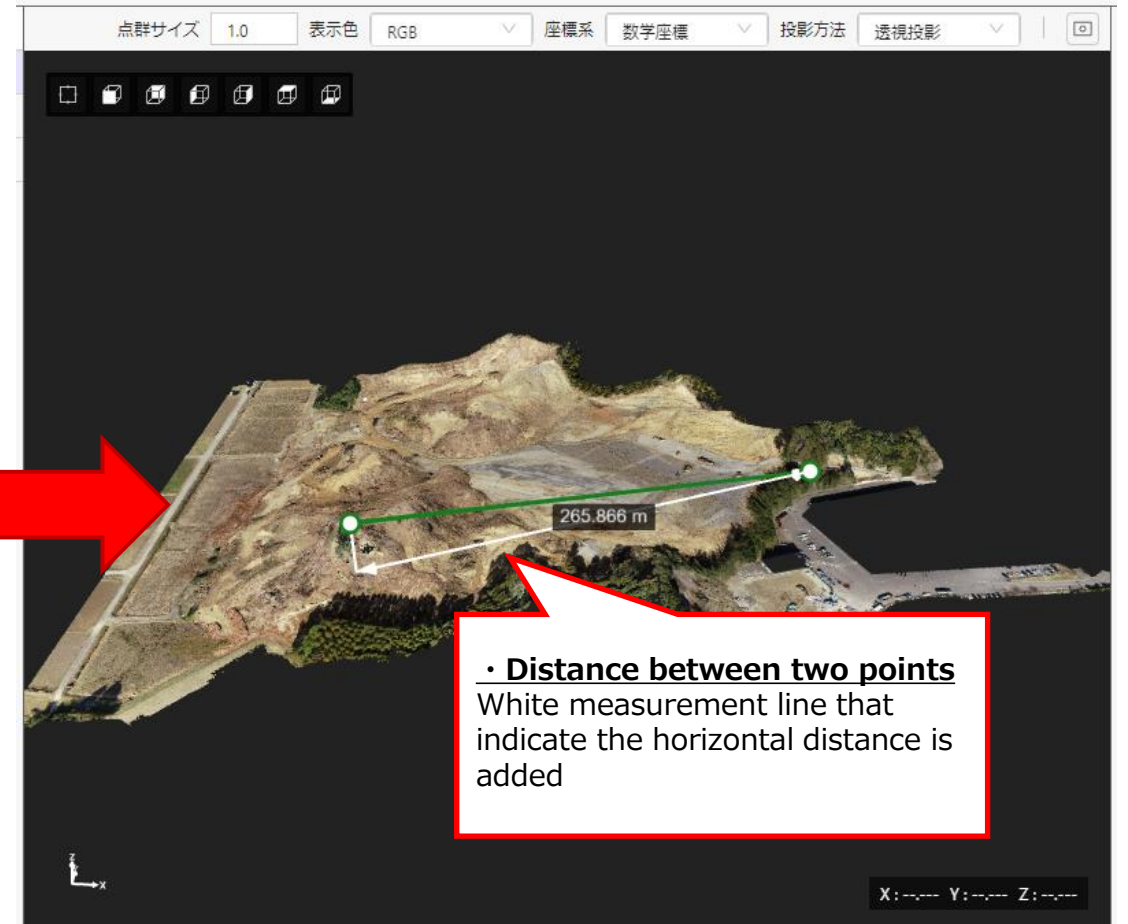 点群サイズ 1.0 表示色 RGB 座標系 数学座標 投影方法 透視投影
265.866 m
・Distance between two points
White measurement line that
indicate the horizontal distance is
added
z
x
X:--.--- Y:--.--- Z:--.---